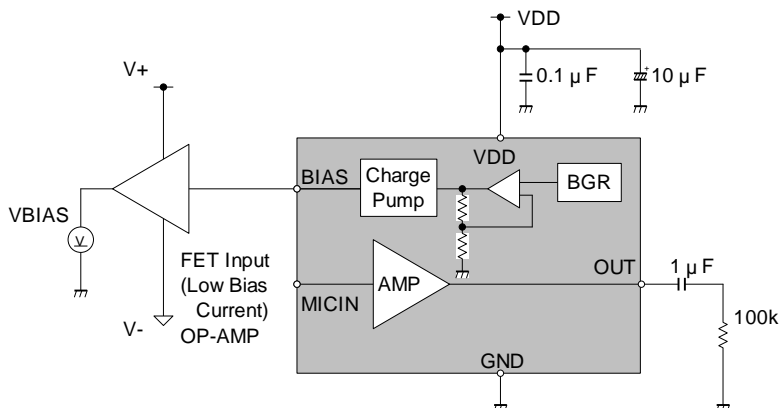 VDD
0.1 μ F
+
10 μ F
V+
VDD
BIAS
Charge
Pump
BGR
VBIAS
V
FET Input
(Low Bias
Current)
OP-AMP
MICIN
AMP
OUT
1 μ F
100k
V-
GND